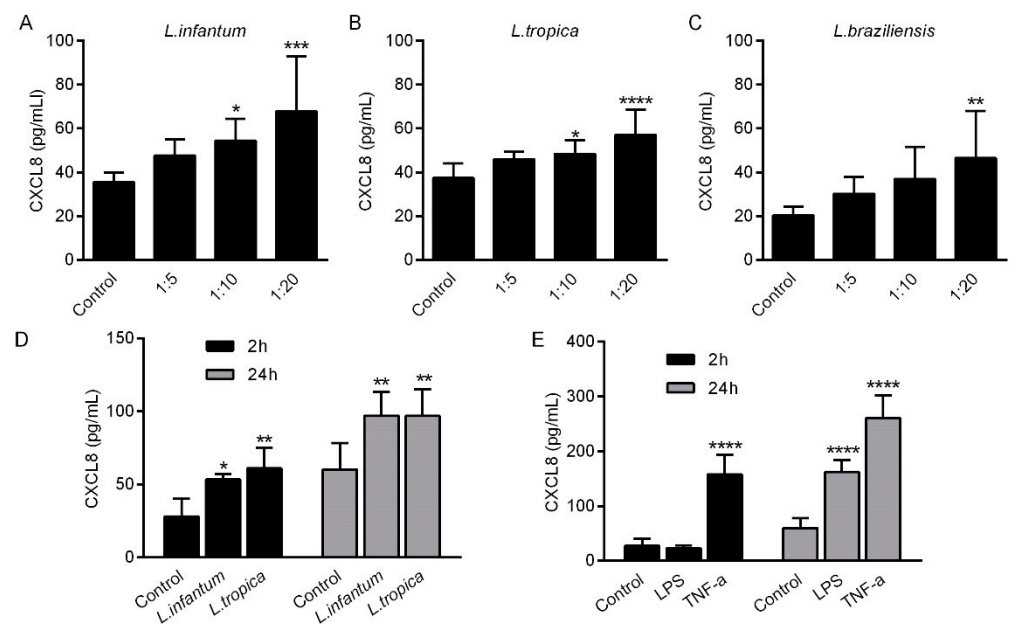 A
L.infantum
CXCL8 (pg/mLl)
100
80
60
40
20
0
*
***
Control
1:5
1:10
1:20
B
L.tropica
CXCL8 (pg/mL)
100
80
60
40
20
0
*
****
Control
1:5
1:10
1:20
C
L.braziliensis
CXCL8 (pg/mL)
100
80
60
40
20
0
**
Control
1:5
1:10
1:20
D
2h
24h
CXCL8 (pg/mL)
150
100
50
0
*
**
**
**
Control
L.infantum
L.tropica
Control
L.infantum
L.tropica
E
2h
24h
CXCL8 (pg/mL)
400
300
200
100
0
****
****
****
Control
LPS
TNF-a
Control
LPS
TNF-a